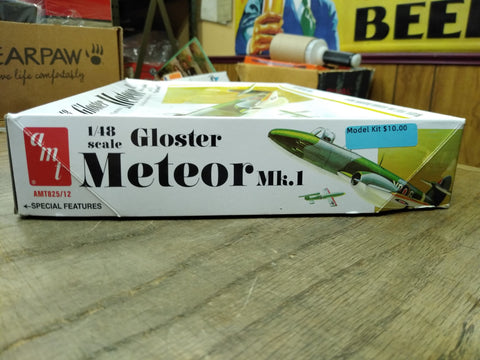 BEER
EARPAW
ve life comfortably
Gloster Meteor
amt
1/48
scale
Gloster
Meteor Mk.1
Model Kit $10.00
AMT825/12
SPECIAL FEATURES